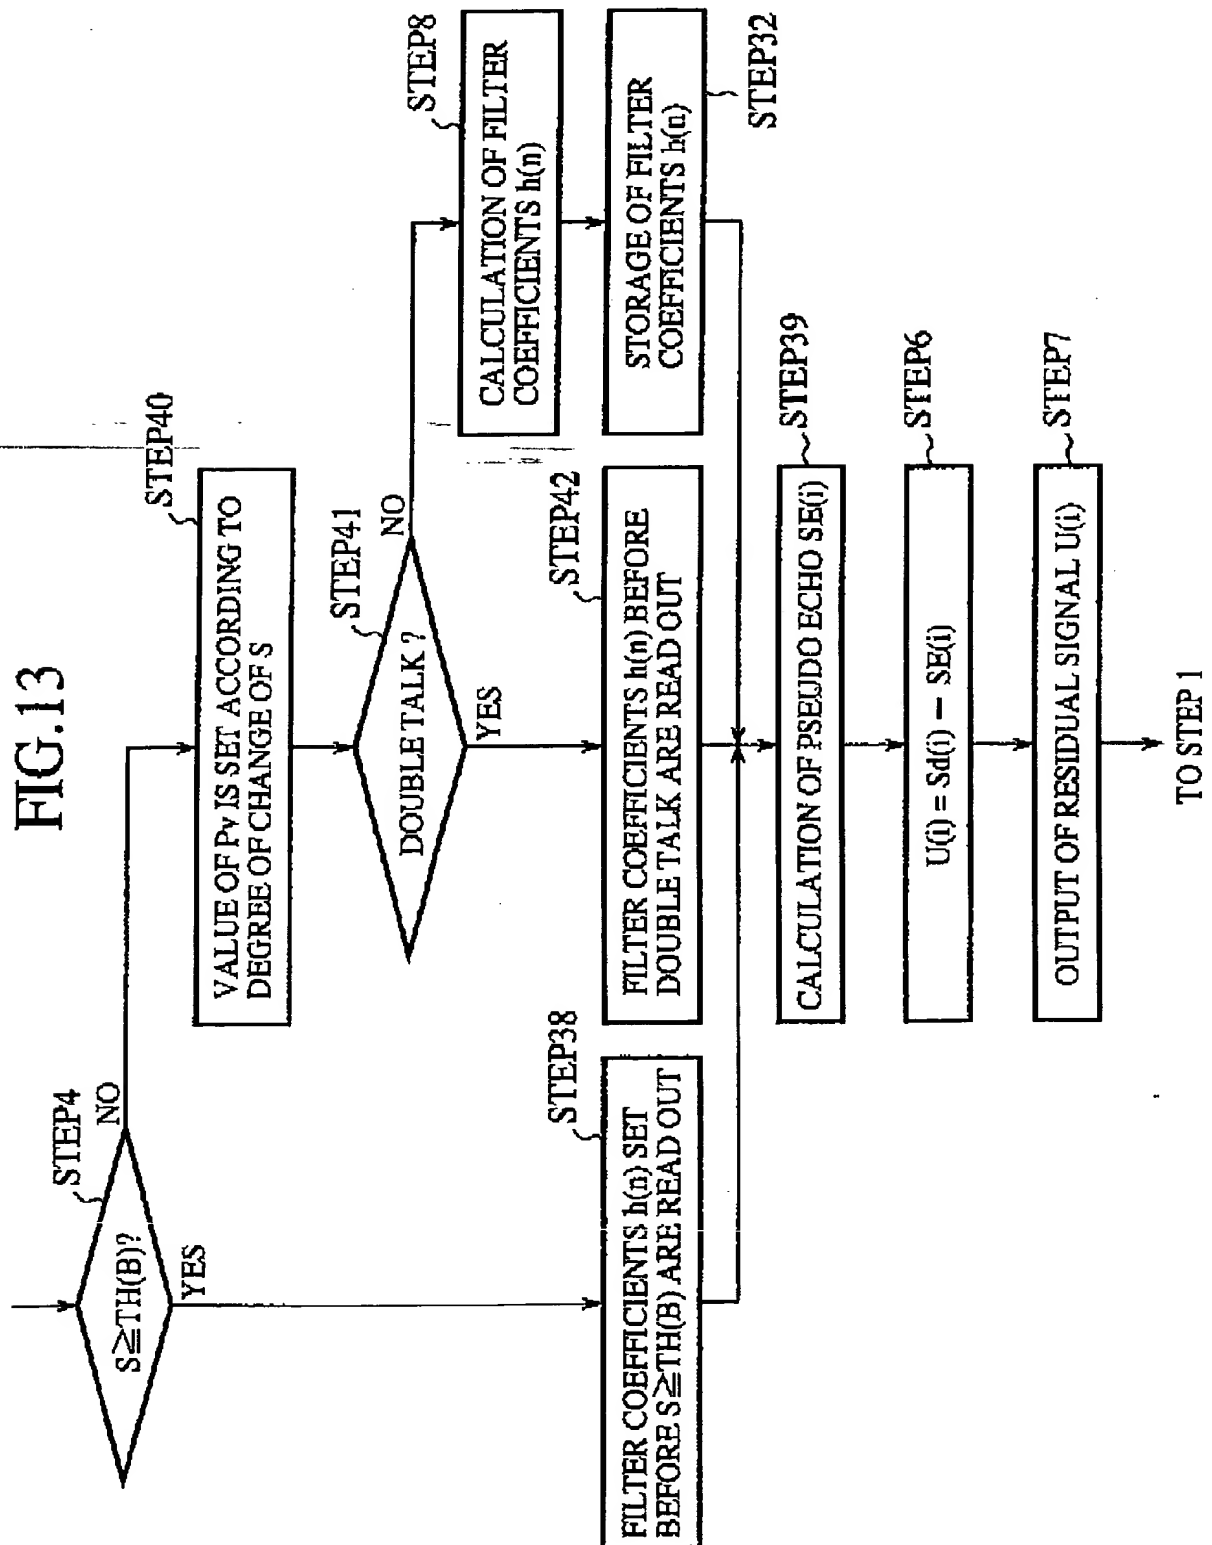 FIG.13
STEP4
S≧TH(B)?
NO
YES
STEP40
VALUE OF Pv IS SET ACCORDING TO
DEGREE OF CHANGE OF S
STEP41
DOUBLE TALK ?
NO
YES
STEP8
CALCULATION OF FILTER
COEFFICIENTS h(n)
STEP38
FILTER COEFFICIENTS h(n) SET
BEFORE S≧TH(B) ARE READ OUT
STEP42
FILTER COEFFICIENTS h(n) BEFORE
DOUBLE TALK ARE READ OUT
STORAGE OF FILTER
COEFFICIENTS h(n)
STEP32
CALCULATION OF PSEUDO ECHO SE(i)
STEP39
U(i) = Sd(i) − SE(i)
STEP6
OUTPUT OF RESIDUAL SIGNAL U(i)
STEP7
TO STEP 1